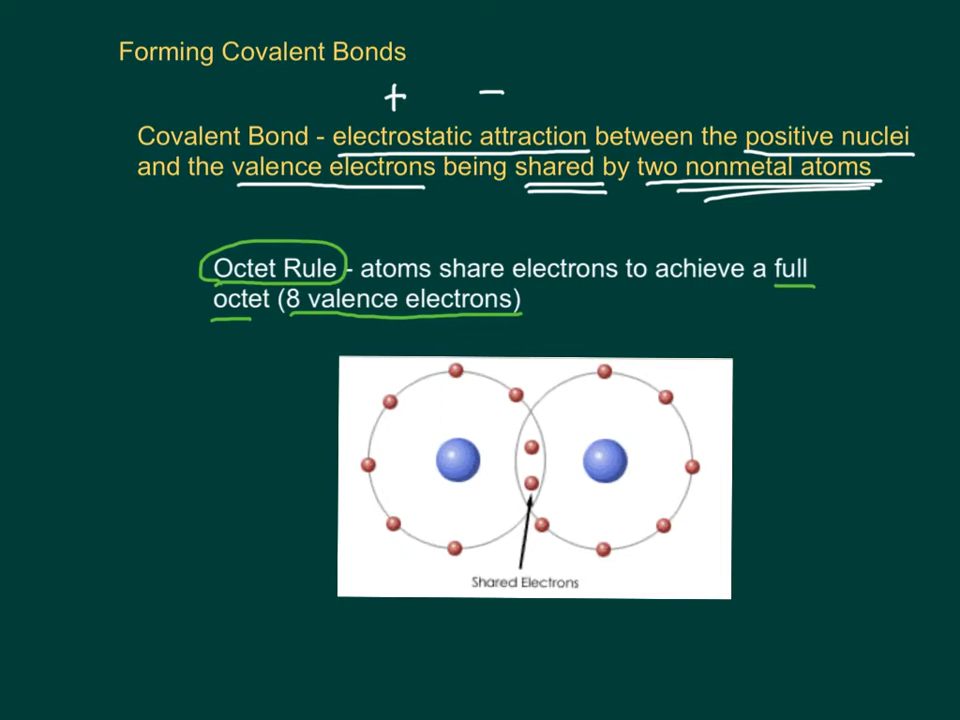 Forming Covalent Bonds
+ −
Covalent Bond - electrostatic attraction between the positive nuclei
and the valence electrons being shared by two nonmetal atoms
Octet Rule - atoms share electrons to achieve a full
octet (8 valence electrons)
Shared Electrons